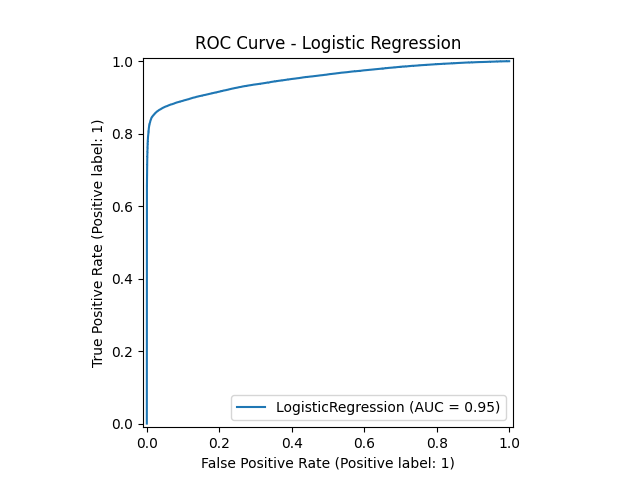 ROC Curve - Logistic Regression
1.0
0.8
0.6
0.4
0.2
0.0
True Positive Rate (Positive label: 1)
LogisticRegression (AUC = 0.95)
0.0 0.2 0.4 0.6 0.8 1.0
False Positive Rate (Positive label: 1)